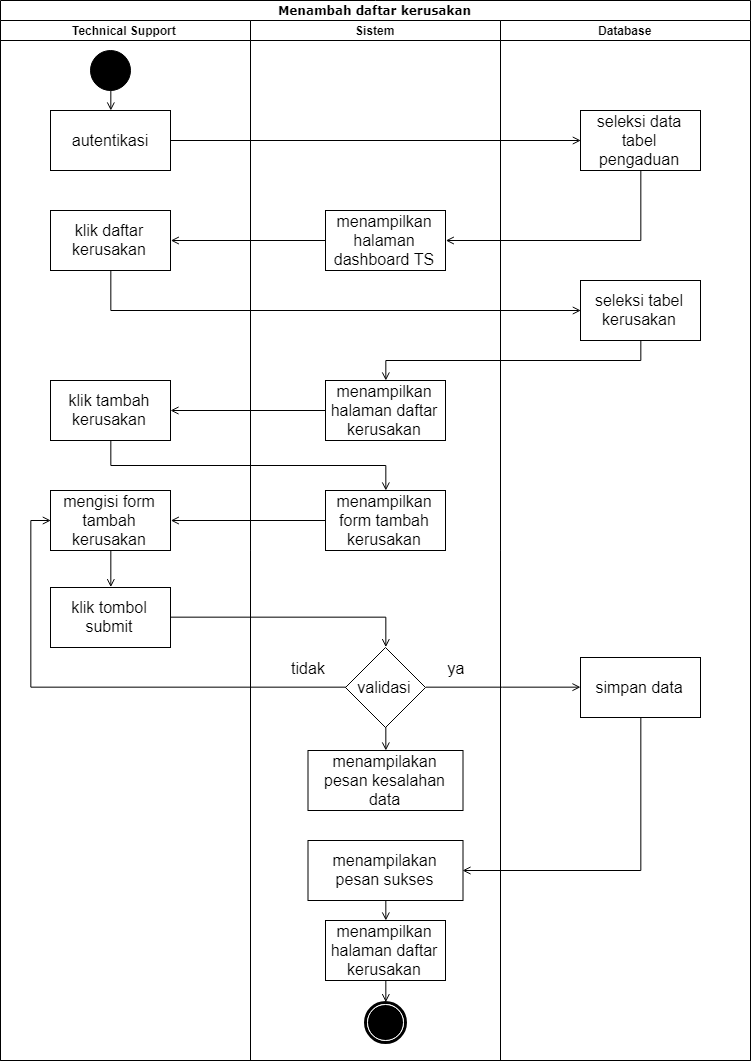 Menambah daftar kerusakan
Technical Support
Sistem
Database
autentikasi
seleksi data
tabel
pengaduan
klik daftar
kerusakan
menampilkan
halaman
dashboard TS
seleksi tabel
kerusakan
klik tambah
kerusakan
menampilkan
halaman daftar
kerusakan
mengisi form
tambah
kerusakan
menampilkan
form tambah
kerusakan
klik tombol
submit
tidak
validasi
ya
simpan data
menampilakan
pesan kesalahan
data
menampilakan
pesan sukses
menampilkan
halaman daftar
kerusakan